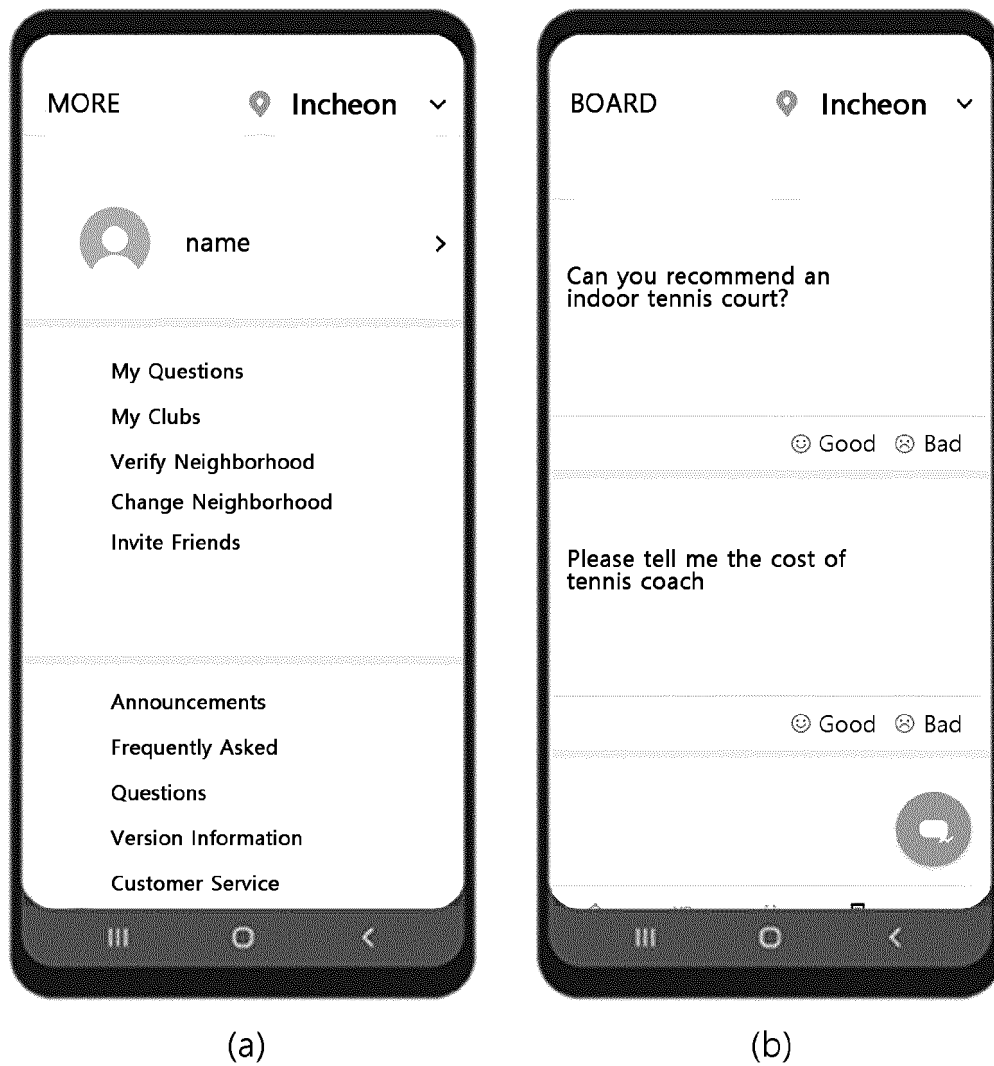 MORE Incheon
name
My Questions
My Clubs
Verify Neighborhood
Change Neighborhood
Invite Friends
Announcements
Frequently Asked
Questions
Version Information
Customer Service
(a)
BOARD Incheon
Can you recommend an
indoor tennis court?
Good Bad
Please tell me the cost of
tennis coach
Good Bad
(b)